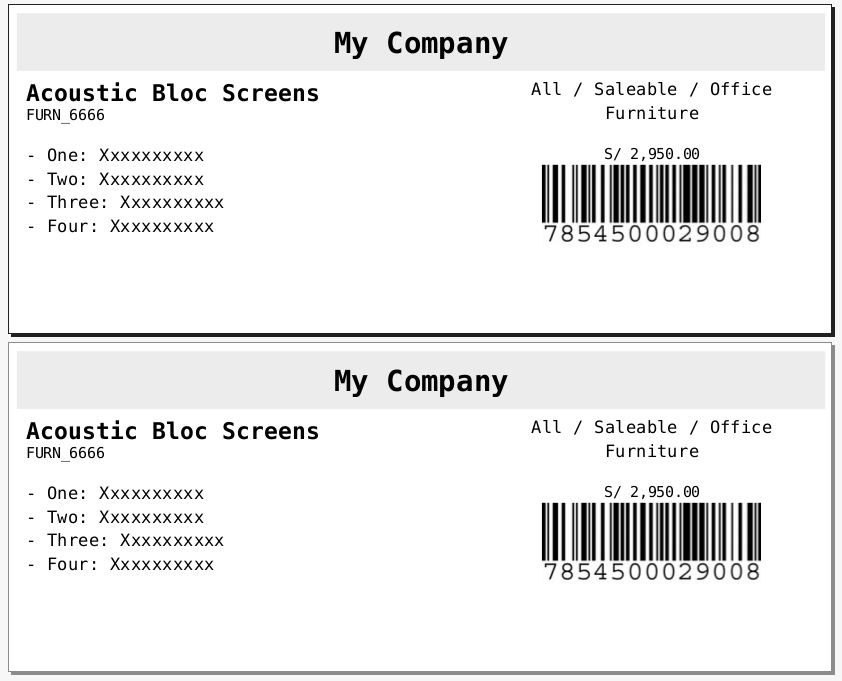 My Company
Acoustic Bloc Screens
FURN_6666
- One: Xxxxxxxxxx
- Two: Xxxxxxxxxx
- Three: Xxxxxxxxxx
- Four: Xxxxxxxxxx
All / Saleable / Office
Furniture
S/ 2,950.00
7854500029008
My Company
Acoustic Bloc Screens
FURN_6666
- One: Xxxxxxxxxx
- Two: Xxxxxxxxxx
- Three: Xxxxxxxxxx
- Four: Xxxxxxxxxx
All / Saleable / Office
Furniture
S/ 2,950.00
7854500029008